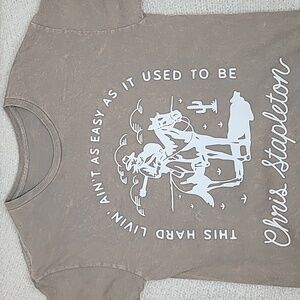 THIS HARD LIVIN' AIN'T AS EASY AS IT USED TO BE
Chris Stapleton